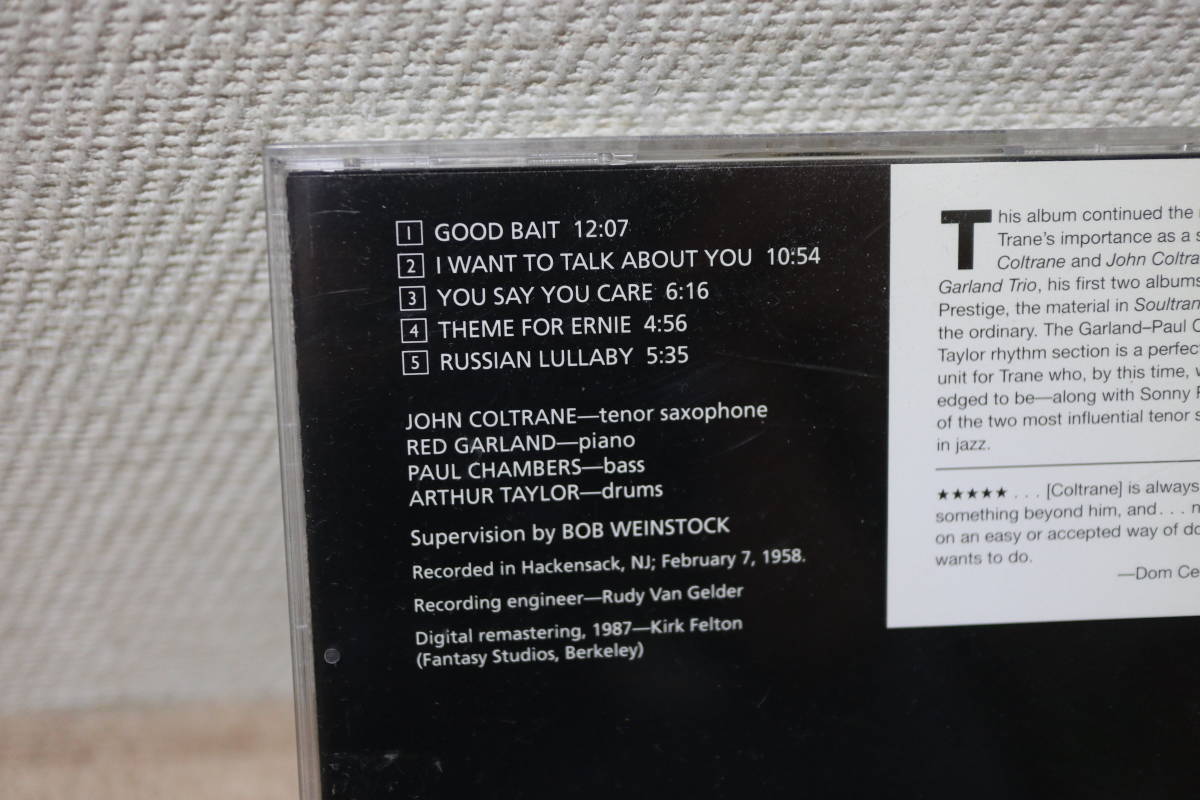 1 GOOD BAIT 12:07
2 I WANT TO TALK ABOUT YOU 10:54
3 YOU SAY YOU CARE 6:16
4 THEME FOR ERNIE 4:56
5 RUSSIAN LULLABY 5:35
JOHN COLTRANE—tenor saxophone
RED GARLAND—piano
PAUL CHAMBERS—bass
ARTHUR TAYLOR—drums
Supervision by BOB WEINSTOCK
Recorded in Hackensack, NJ; February 7, 1958.
Recording engineer—Rudy Van Gelder
Digital remastering, 1987—Kirk Felton
(Fantasy Studios, Berkeley)
This album continued the
Trane's importance as a
Coltrane and John
Garland Trio, his first two albums
Prestige, the material in
the ordinary. The Garland–Paul
Taylor rhythm section is a
unit for Trane who, by this time,
edged to be—along with Sonny
of the two most influential tenor
in jazz.
★★★★★ . . . [Coltrane] is always
something beyond him, and . . .
on an easy or accepted way of
wants to do.
—Dom